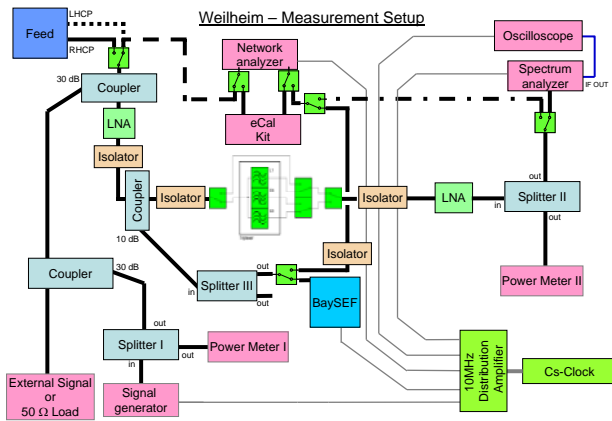 Weilheim – Measurement Setup
Feed
LHCP
RHCP
30 dB
Coupler
LNA
Isolator
Coupler
10 dB
Isolator
Network
analyzer
eCal
Kit
Oscilloscope
Spectrum
analyzer
IF OUT
Isolator
LNA
in
out
Splitter II
out
Power Meter II
Isolator
Coupler
30 dB
in
Splitter III
out
out
BaySEF
out
Splitter I
in
out
Power Meter I
External Signal
or
50 Ω Load
Signal
generator
10MHz
Distribution
Amplifier
Cs-Clock